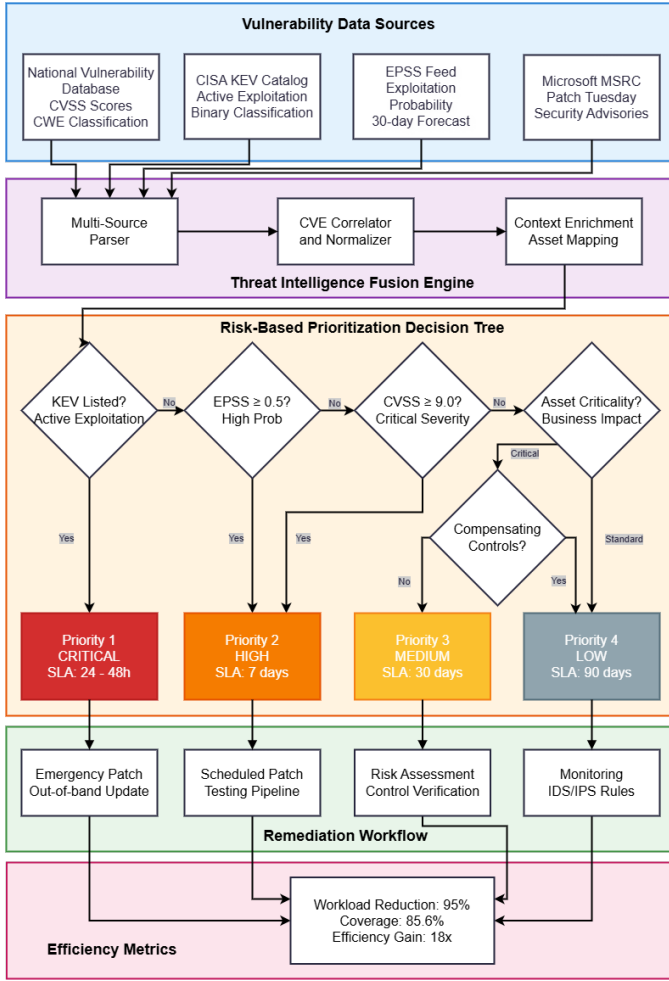 Vulnerability Data Sources
National Vulnerability
Database
CVSS Scores
CWE Classification
CISA KEV Catalog
Active Exploitation
Binary Classification
EPSS Feed
Exploitation
Probability
30-day Forecast
Microsoft MSRC
Patch Tuesday
Security Advisories
Multi-Source
Parser
CVE Correlator
and Normalizer
Context Enrichment
Asset Mapping
Threat Intelligence Fusion Engine
Risk-Based Prioritization Decision Tree
KEV Listed?
Active Exploitation
No
EPSS ≥ 0.5?
High Prob
No
CVSS ≥ 9.0?
Critical Severity
No
Asset Criticality?
Business Impact
Critical
Compensating
Controls?
Yes
Yes
Yes
No
Yes
Standard
Priority 1
CRITICAL
SLA: 24 - 48h
Priority 2
HIGH
SLA: 7 days
Priority 3
MEDIUM
SLA: 30 days
Priority 4
LOW
SLA: 90 days
Emergency Patch
Out-of-band Update
Scheduled Patch
Testing Pipeline
Risk Assessment
Control Verification
Monitoring
IDS/IPS Rules
Remediation Workflow
Workload Reduction: 95%
Coverage: 85.6%
Efficiency Gain: 18x
Efficiency Metrics